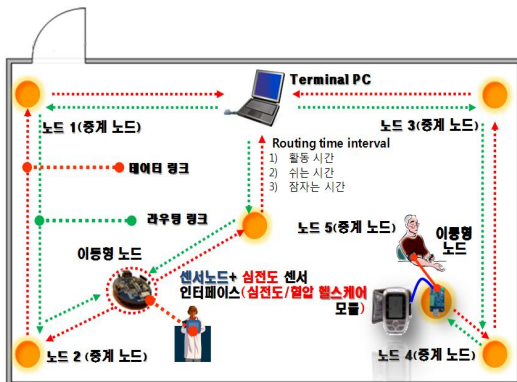 Terminal PC
노드 1(중계 노드)
노드 3(중계 노드)
Routing time interval
1) 활동 시간
2) 쉬는 시간
3) 잠자는 시간
데이터 링크
라우팅 링크
노드 5(중계 노드)
이동형
노드
이동형 노드
센서노드+ 심전도 센서
인터페이스(심전도/혈압 헬스케어
모듈)
노드 2 (중계 노드)
노드 4(중계 노드)